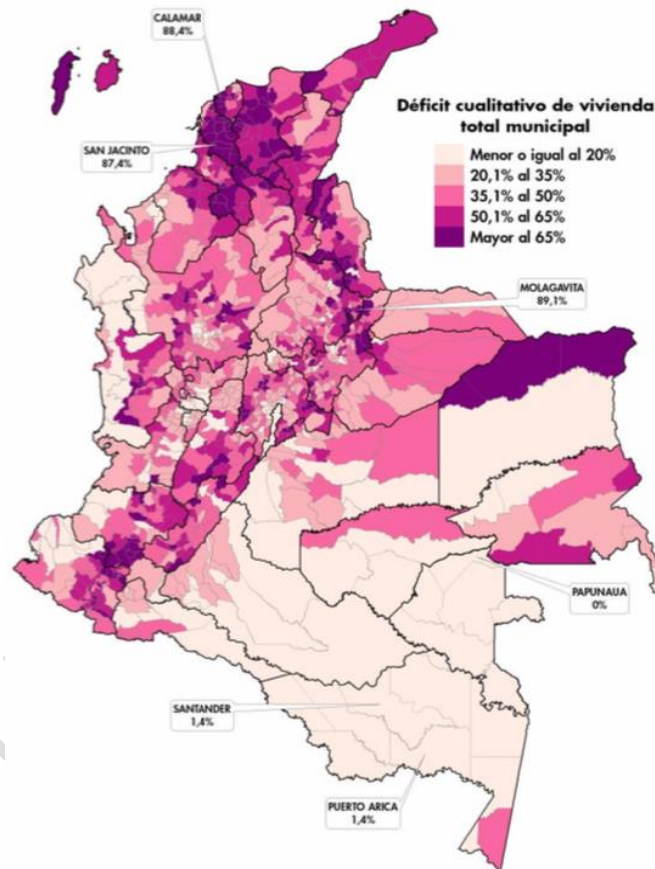 CALAMAR
88,4%
Déficit cualitativo de vivienda
total municipal
Menor o igual al 20%
20,1% al 35%
35,1% al 50%
50,1% al 65%
Mayor al 65%
SAN JACINTO
87,4%
MOLAGAVITA
89,1%
PAPUNAUA
0%
SANTANDER
1,4%
PUERTO ARICA
1,4%